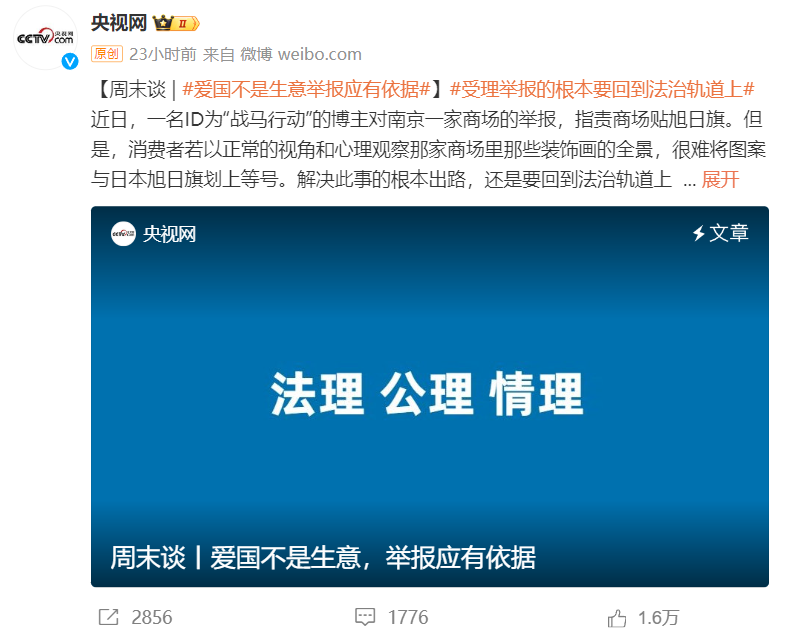 央视网 II
CCTV 央视网 com
原创 23小时前 来自 微博 weibo.com
【周末谈 | #爱国不是生意举报应有依据#】#受理举报的根本要回到法治轨道上#
近日，一名ID为“战马行动”的博主对南京一家商场的举报，指责商场贴旭日旗。但
是，消费者若以正常的视角和心理观察那家商场里那些装饰画的全景，很难将图案
与日本旭日旗划上等号。解决此事的根本出路，还是要回到法治轨道上 ... 展开
央视网
文章
法理 公理 情理
周末谈丨爱国不是生意，举报应有依据
2856 1776 1.6万